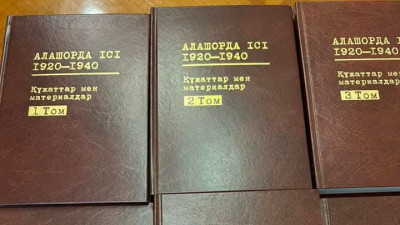 АЛАШОРДА ІСІ
1920—1940
Құжаттар мен
материалдар
1 Том
АЛАШОРДА ІСІ
1920—1940
Құжаттар мен
материалдар
2 Том
АЛАШОРДА ІСІ
1920—1940
Құжаттар мен
материалдар
3 Том